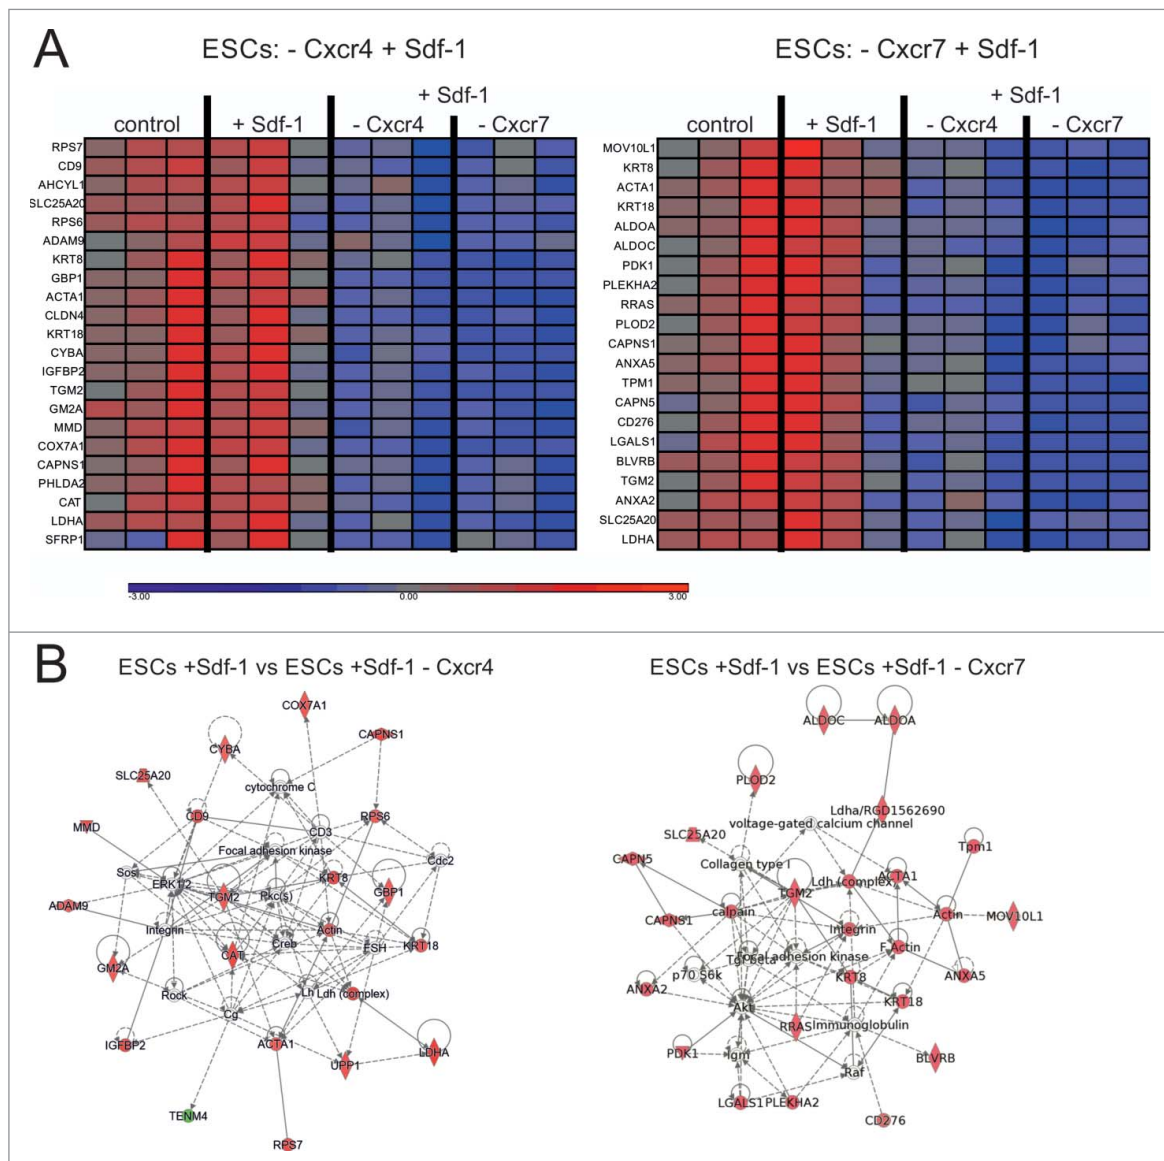 A
ESCs: - Cxcr4 + Sdf-1
ESCs: - Cxcr7 + Sdf-1
+ Sdf-1
control
+ Sdf-1
- Cxcr4
- Cxcr7
+ Sdf-1
control
+ Sdf-1
- Cxcr4
- Cxcr7
RPS7
CD9
AHCYL1
SLC25A20
RPS6
ADAM9
KRT8
GBP1
ACTA1
CLDN4
KRT18
CYBA
IGFBP2
TGM2
GM2A
MMD
COX7A1
CAPNS1
PHLDA2
CAT
LDHA
SFRP1
MOV10L1
KRT8
ACTA1
KRT18
ALDOA
ALDOC
PDK1
PLEKHA2
RRAS
PLOD2
CAPNS1
ANXA5
TPM1
CAPN5
CD276
LGALS1
BLVRB
TGM2
ANXA2
SLC25A20
LDHA
-3.00
0.00
3.00
B
ESCs +Sdf-1 vs ESCs +Sdf-1 - Cxcr4
COX7A1
CAPNS1
CYBA
SLC25A20
cytochrome C
CD9
RPS6
MMD
CD3
Focal adhesion kinase
Cdc2
Sos
ERK1/2
KRT8
TGM2
Pkc(s)
GBP1
ADAM9
Integrin
Actin
Creb
FSH
KRT18
CAT
GM2A
Rock
Lh
Ldh (complex)
Cg
IGFBP2
ACTA1
UPP1
LDHA
TENM4
RPS7
ESCs +Sdf-1 vs ESCs +Sdf-1 - Cxcr7
ALDOC
ALDOA
PLOD2
Ldha/RGD1562690
voltage-gated calcium channel
SLC25A20
Tpm1
CAPN5
Collagen type I
Ldh (complex)
ACTA1
TGM2
calpain
CAPNS1
Actin
MOV10L1
Integrin
F Actin
Tgf beta
Focal adhesion kinase
p70 S6k
KRT8
ANXA5
ANXA2
KRT18
Akt
RRAS
Immunoglobulin
PDK1
Igm
BLVRB
Raf
LGALS1
PLEKHA2
CD276